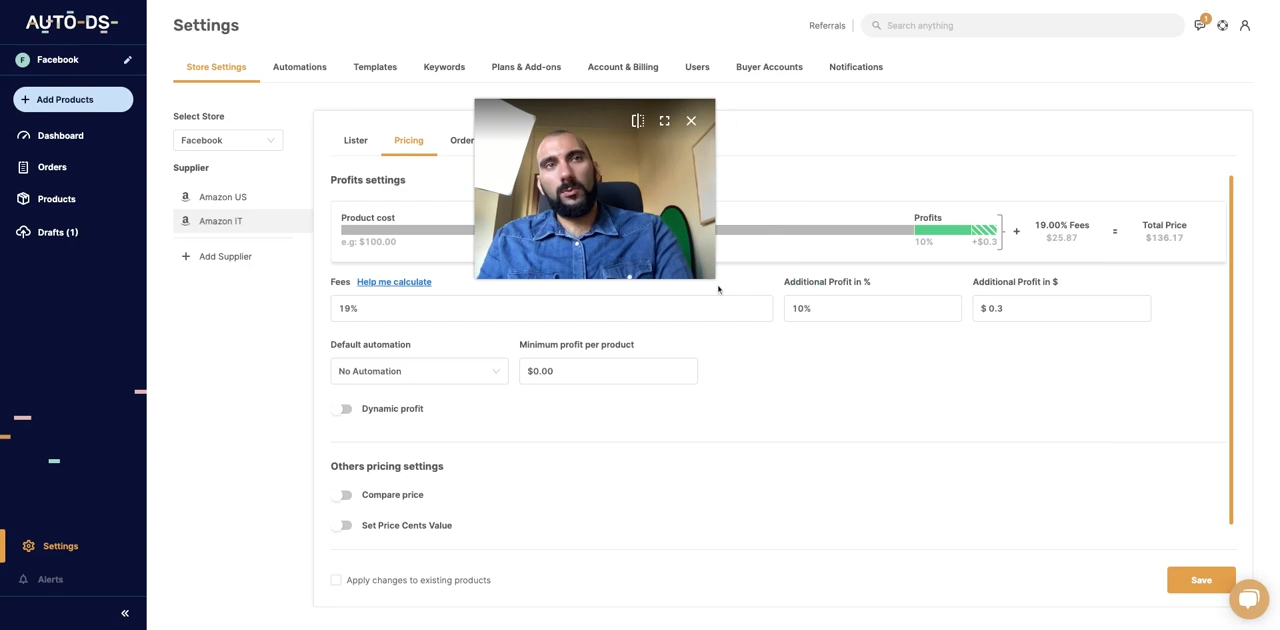 AUTO-DS-
Settings
Referrals
Search anything
1
F
Facebook
Store Settings
Automations
Templates
Keywords
Plans & Add-ons
Account & Billing
Users
Buyer Accounts
Notifications
Add Products
Dashboard
Orders
Products
Drafts (1)
Settings
Alerts
Select Store
Facebook
Supplier
Amazon US
Amazon IT
Add Supplier
Lister
Pricing
Order
Profits settings
Product cost
Profits
e.g: $100.00
10%
+$0.3
+
19.00% Fees
$25.87
=
Total Price
$136.17
Fees Help me calculate
Additional Profit in %
Additional Profit in $
19%
10%
$ 0.3
Default automation
Minimum profit per product
No Automation
$0.00
Dynamic profit
Others pricing settings
Compare price
Set Price Cents Value
Apply changes to existing products
Save